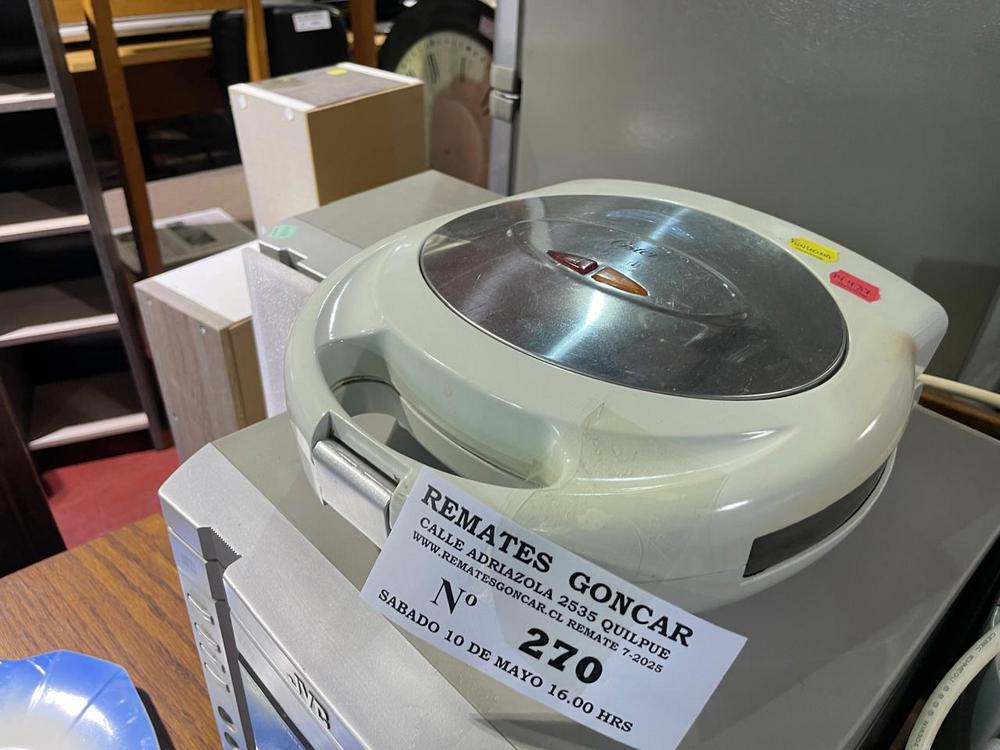 REMATES GONCAR
CALLE ADRIAZOLA 2535 QUILPUE
WWW.REMATESGONCAR.CL REMATE 7-2025
Nº 270
SABADO 10 DE MAYO 16.00 HRS
JVC